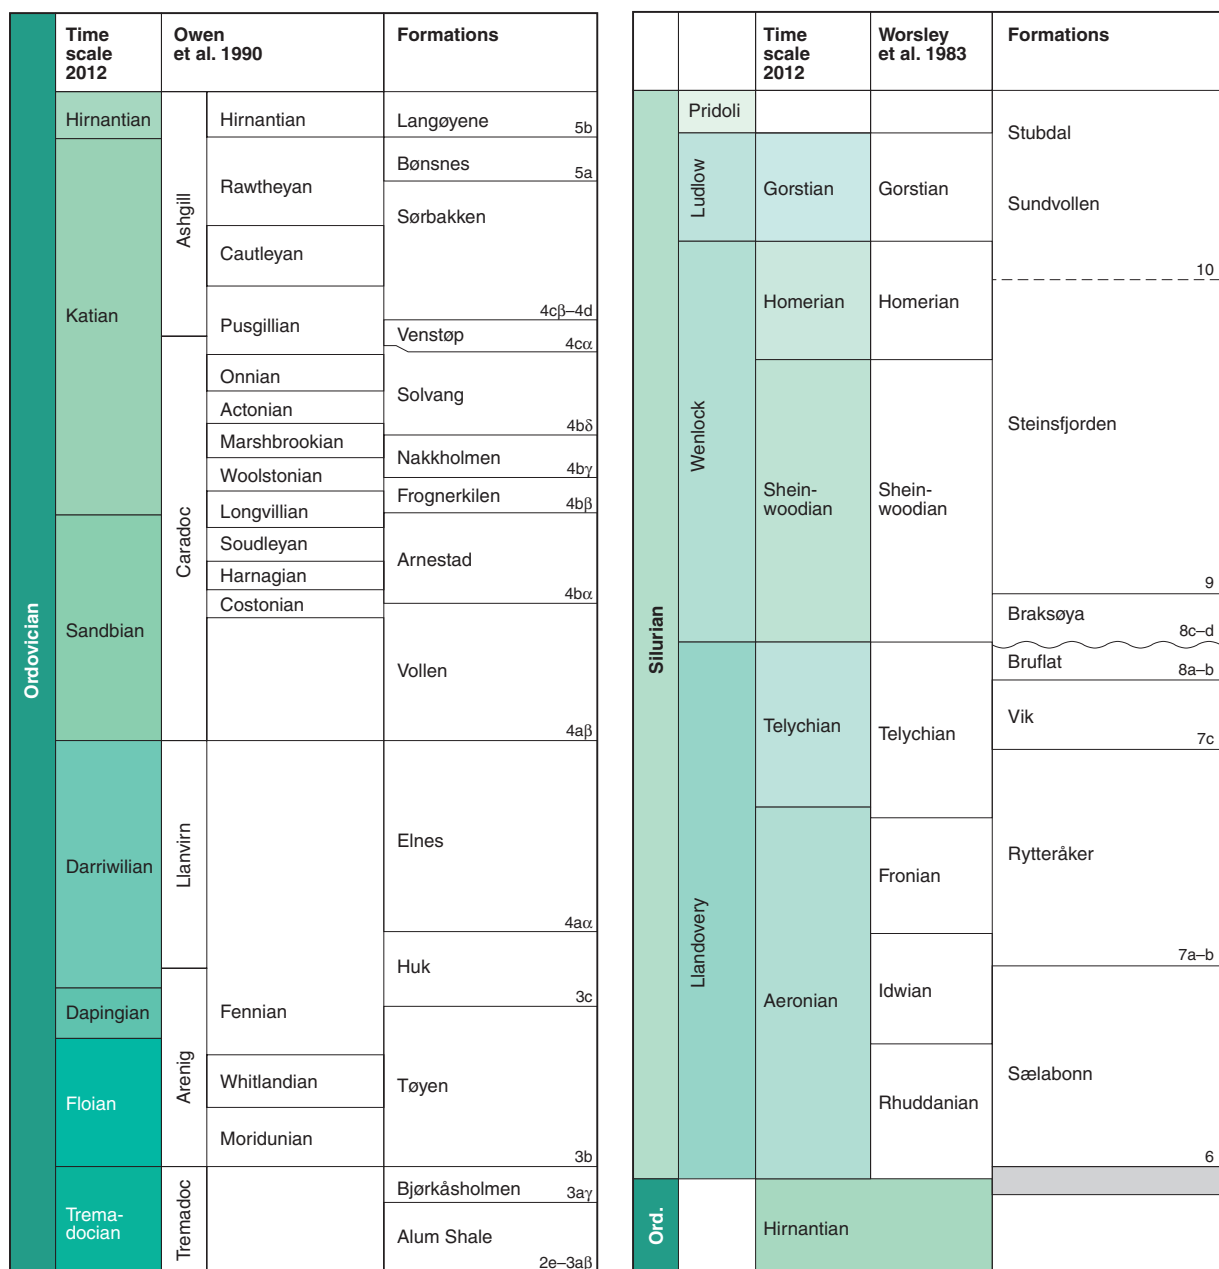 Time
scale
2012
Owen
et al. 1990
Formations
Ordovician
Hirnantian
Katian
Sandbian
Darriwilian
Dapingian
Floian
Trema-
docian
Ashgill
Caradoc
Llanvirn
Arenig
Tremadoc
Hirnantian
Rawtheyan
Cautleyan
Pusgillian
Onnian
Actonian
Marshbrookian
Woolstonian
Longvillian
Soudleyan
Harnagian
Costonian
Fennian
Whitlandian
Moridunian
Langøyene
5b
Bønsnes
5a
Sørbakken
4cβ–4d
Venstøp
4cα
Solvang
4bδ
Nakkholmen
4bγ
Frognerkilen
4bβ
Arnestad
4bα
Vollen
4aβ
Elnes
4aα
Huk
3c
Tøyen
3b
Bjørkåsholmen
3aγ
Alum Shale
2e–3aβ
Time
scale
2012
Worsley
et al. 1983
Formations
Silurian
Ord.
Pridoli
Ludlow
Wenlock
Llandovery
Gorstian
Homerian
Shein-
woodian
Telychian
Aeronian
Hirnantian
Gorstian
Homerian
Shein-
woodian
Telychian
Fronian
Idwian
Rhuddanian
Stubdal
Sundvollen
10
Steinsfjorden
9
Braksøya
8c–d
Bruflat
8a–b
Vik
7c
Rytteråker
7a–b
Sælabonn
6